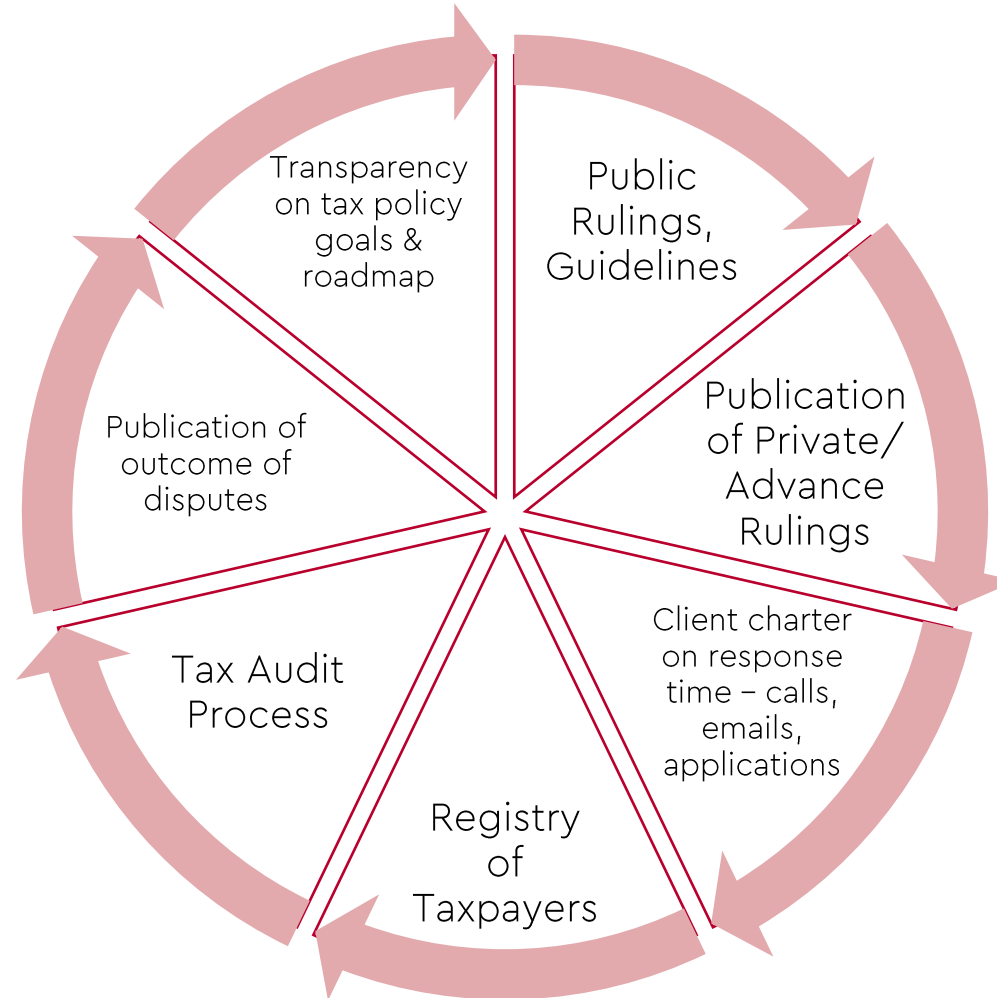 Public
Rulings,
Guidelines
Publication
of Private/
Advance
Rulings
Client charter
on response
time – calls,
emails,
applications
Registry
of
Taxpayers
Tax Audit
Process
Publication of
outcome of
disputes
Transparency
on tax policy
goals &
roadmap